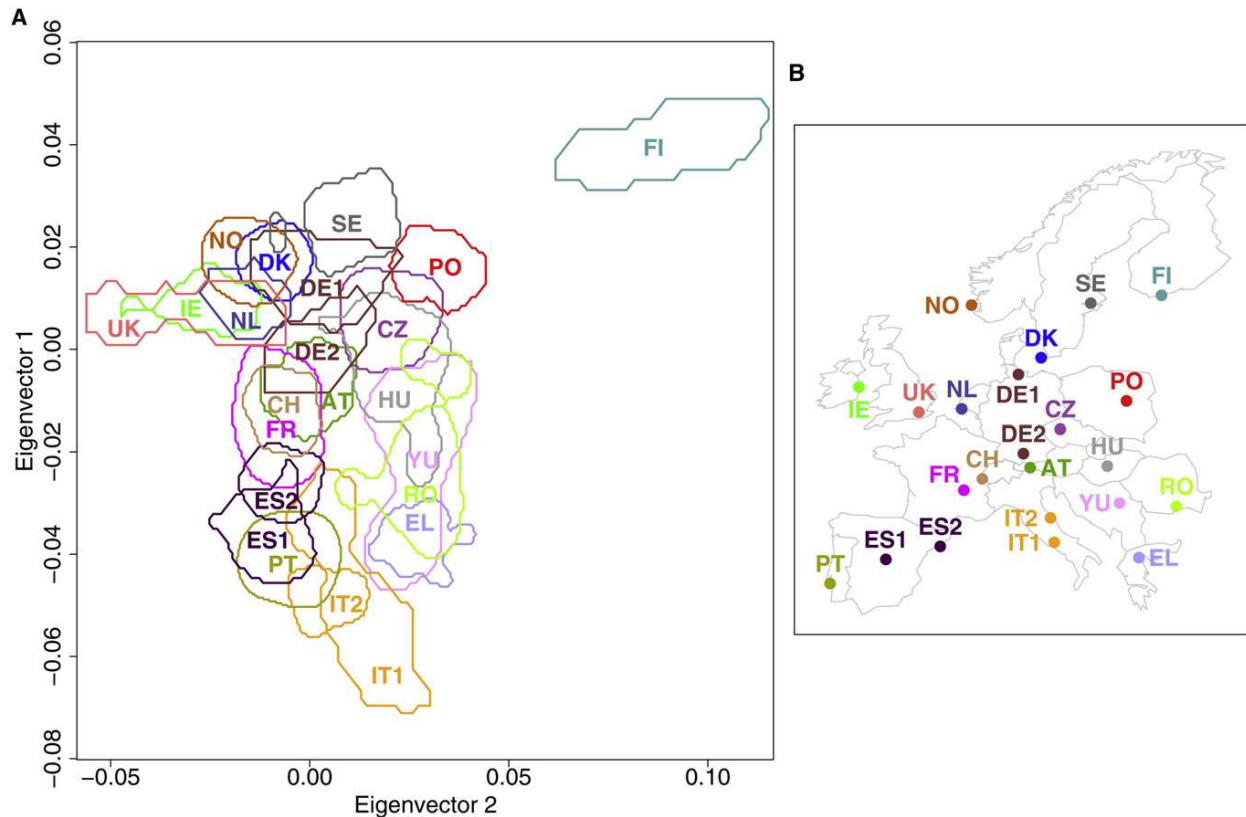 A
0.06
0.04
0.02
0.00
−0.02
−0.04
−0.06
−0.08
Eigenvector 1
−0.05
0.00
0.05
0.10
Eigenvector 2
FI
SE
NO
DK
PO
DE1
IE
NL
UK
CZ
DE2
CH
AT
HU
FR
YU
ES2
RO
EL
ES1
PT
IT2
IT1
B
SE
FI
NO
DK
UK
NL
DE1
PO
IE
CZ
DE2
HU
CH
AT
FR
YU
RO
IT2
ES1
ES2
IT1
PT
EL